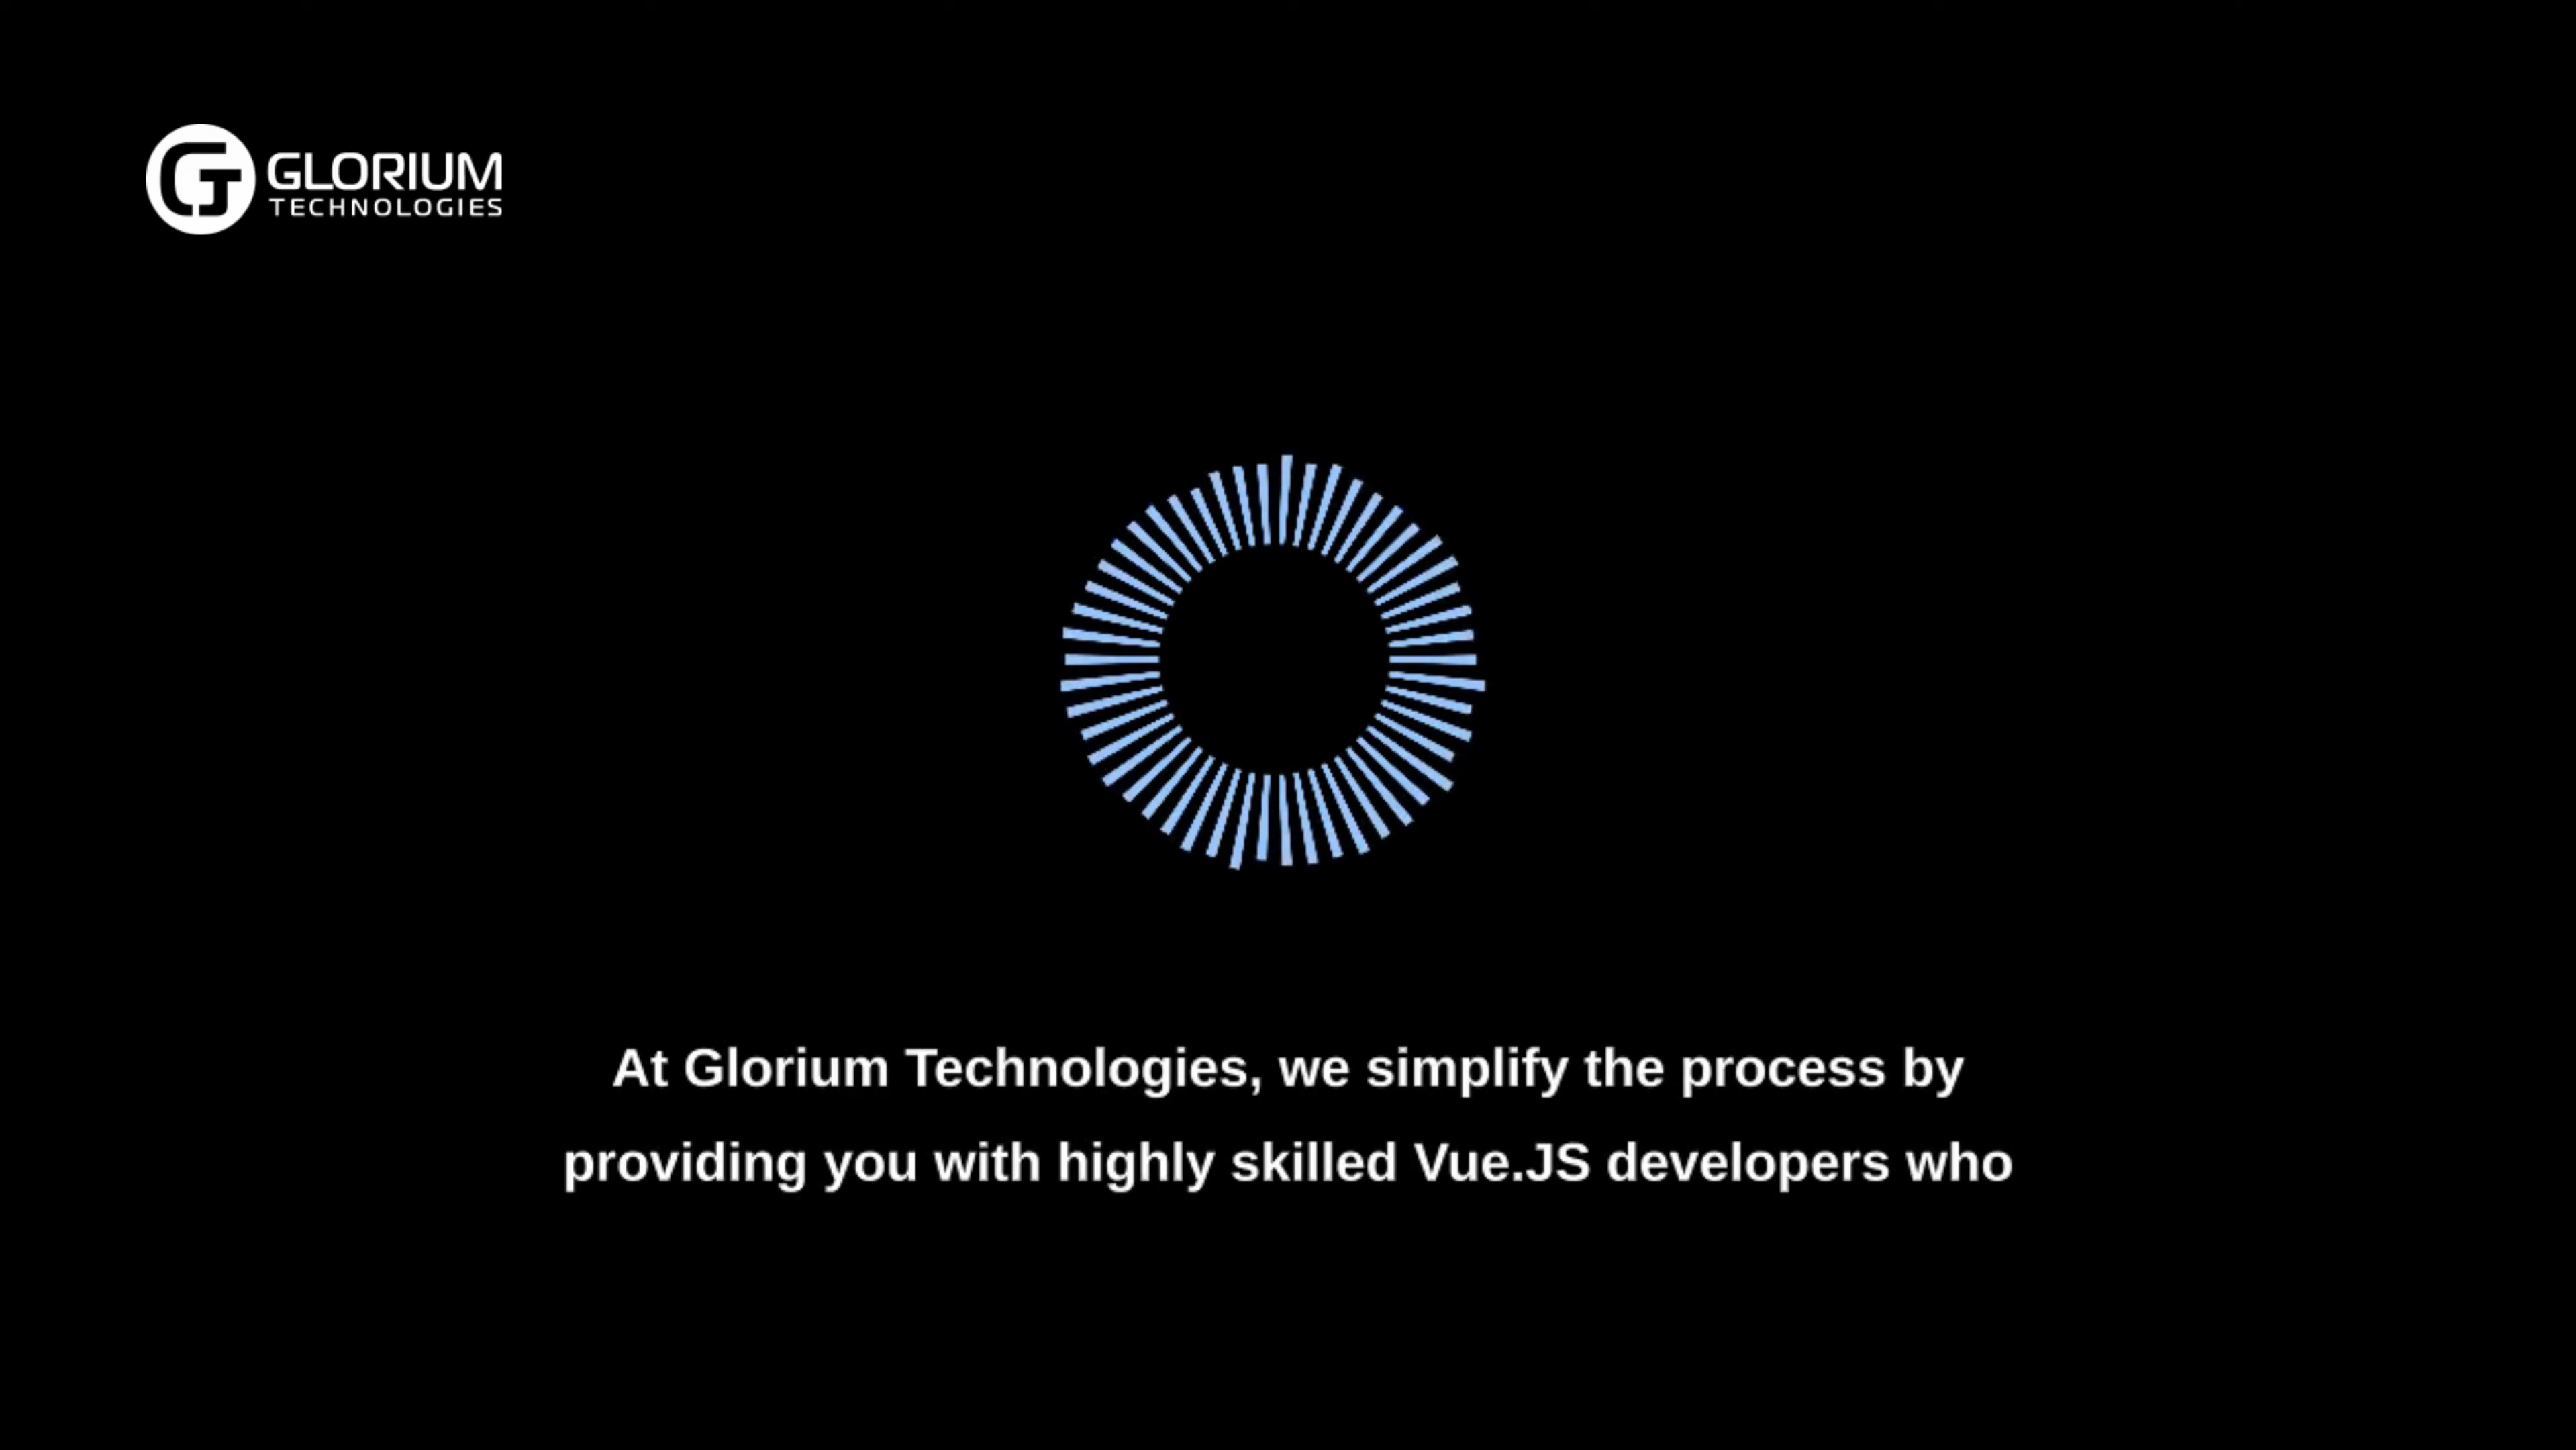 GLORIUM
TECHNOLOGIES
At Glorium Technologies, we simplify the process by
providing you with highly skilled Vue.JS developers who